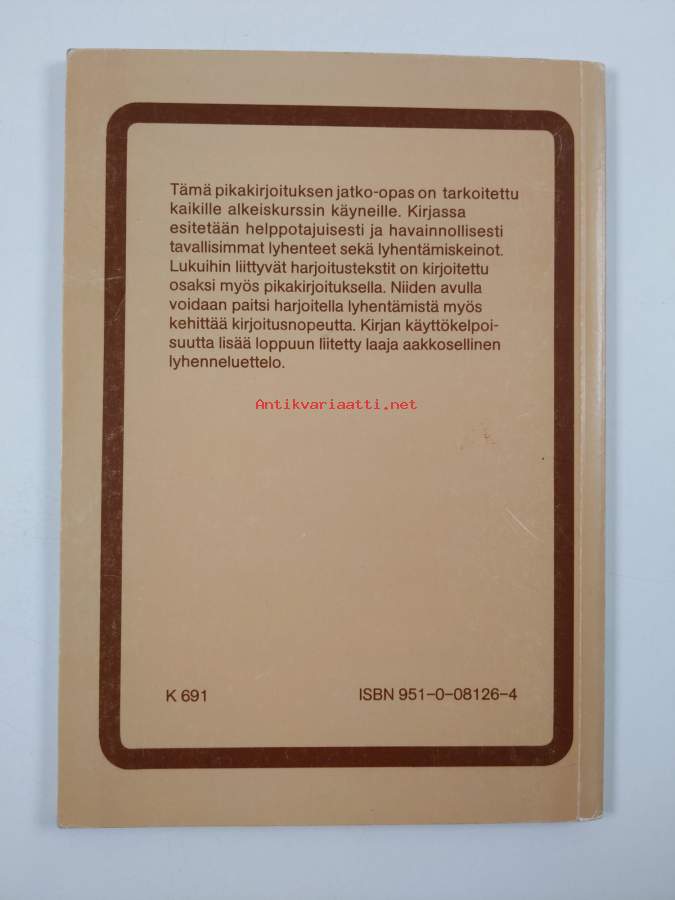 Tämä pikakirjoituksen jatko-opas on tarkoitettu
kaikille alkeiskurssin käyneille. Kirjassa
esitetään helppotajuisesti ja havainnollisesti
tavallisimmat lyhenteet sekä lyhentämiskeinot.
Lukuihin liittyvät harjoitustekstit on kirjoitettu
osaksi myös pikakirjoituksella. Niiden avulla
voidaan paitsi harjoitella lyhentämistä myös
kehittää kirjoitusnopeutta. Kirjan käyttökelpoi-
suutta lisää loppuun liitetty laaja aakkosellinen
lyhenneluettelo.
Antikvariaatti.net
K 691
ISBN 951-0-08126-4